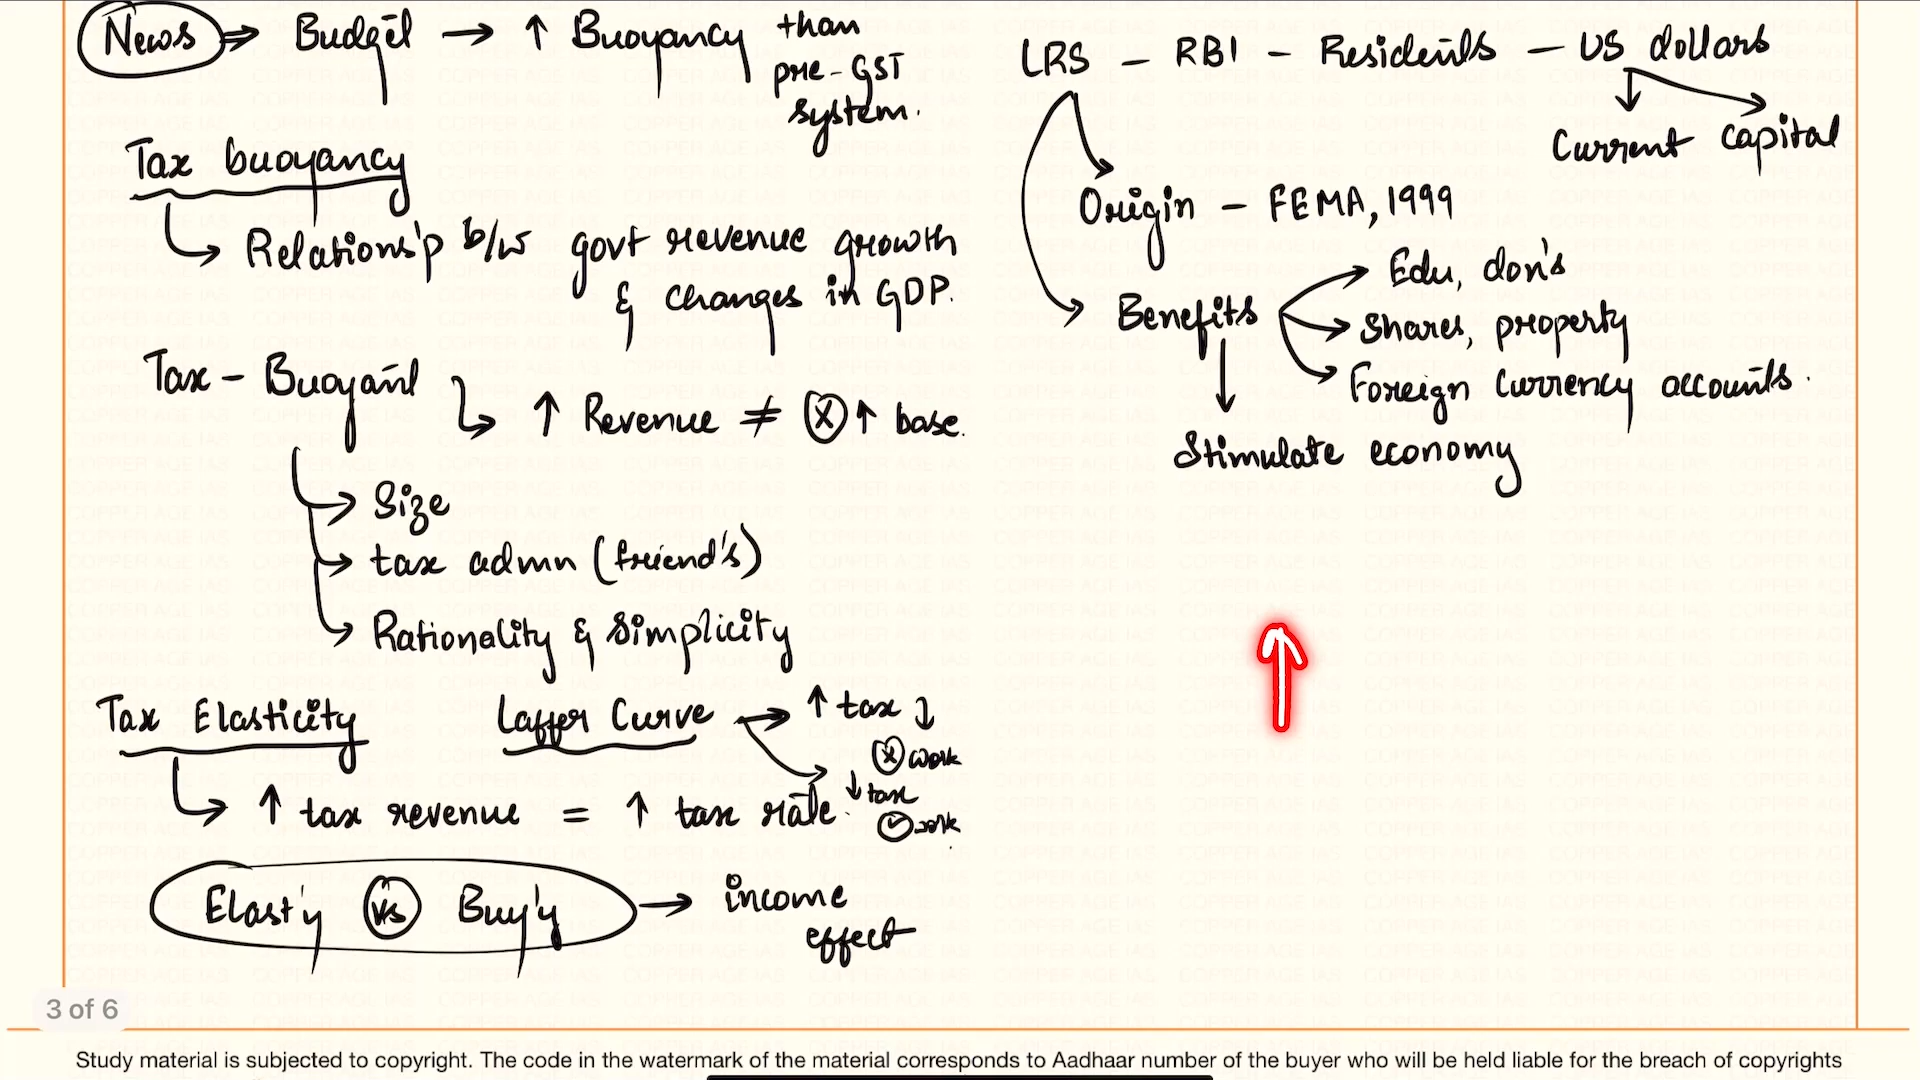 News ⇒ Budget → ↑ Buoyancy than
pre-GST
system.
Tax buoyancy
Relations'p b/w govt revenue growth
& changes in GDP.
Tax - Buoyant
↑ Revenue ≠ ⓧ ↑ base.
Size
tax admn (friend's)
Rationality & Simplicity
Tax Elasticity
↑ tax revenue = ↑ tax rate.
Laffer Curve → ↑ tax ↓
ⓧ work
↓ tax
work
Elast'y Vs Buy'y → income
effect
LRS - RBI - Residents - US dollars
Current capital
Origin - FEMA, 1999
Benefits
Edu, don's
Shares, property
Foreign Currency accounts.
Stimulate economy
COPPER AGE IAS
3 of 6
Study material is subjected to copyright. The code in the watermark of the material corresponds to Aadhaar number of the buyer who will be held liable for the breach of copyrights